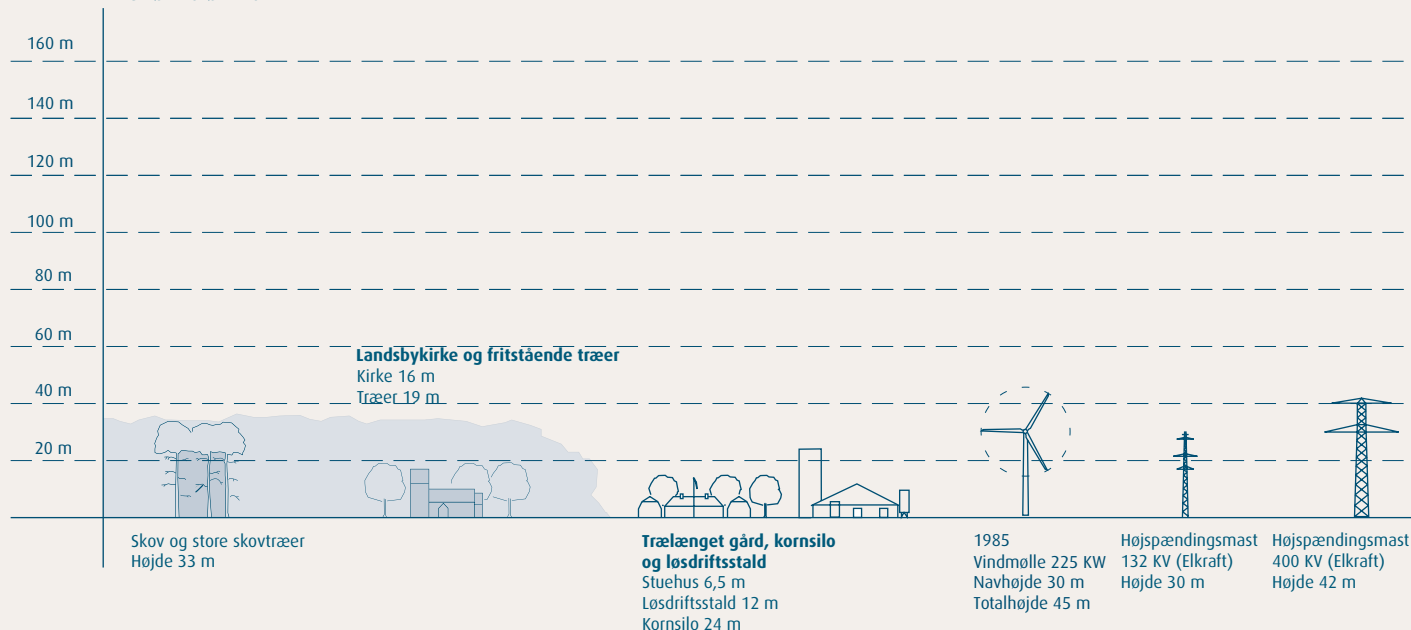 160 m
140 m
120 m
100 m
80 m
60 m
40 m
20 m
Landsbykirke og fritstående træer
Kirke 16 m
Træer 19 m
Skov og store skovtræer
Højde 33 m
Trælænget gård, kornsilo
og løsdriftsstald
Stuehus 6,5 m
Løsdriftsstald 12 m
Kornsilo 24 m
1985
Vindmølle 225 KW
Navhøjde 30 m
Totalhøjde 45 m
Højspændingsmast
132 KV (Elkraft)
Højde 30 m
Højspændingsmast
400 KV (Elkraft)
Højde 42 m